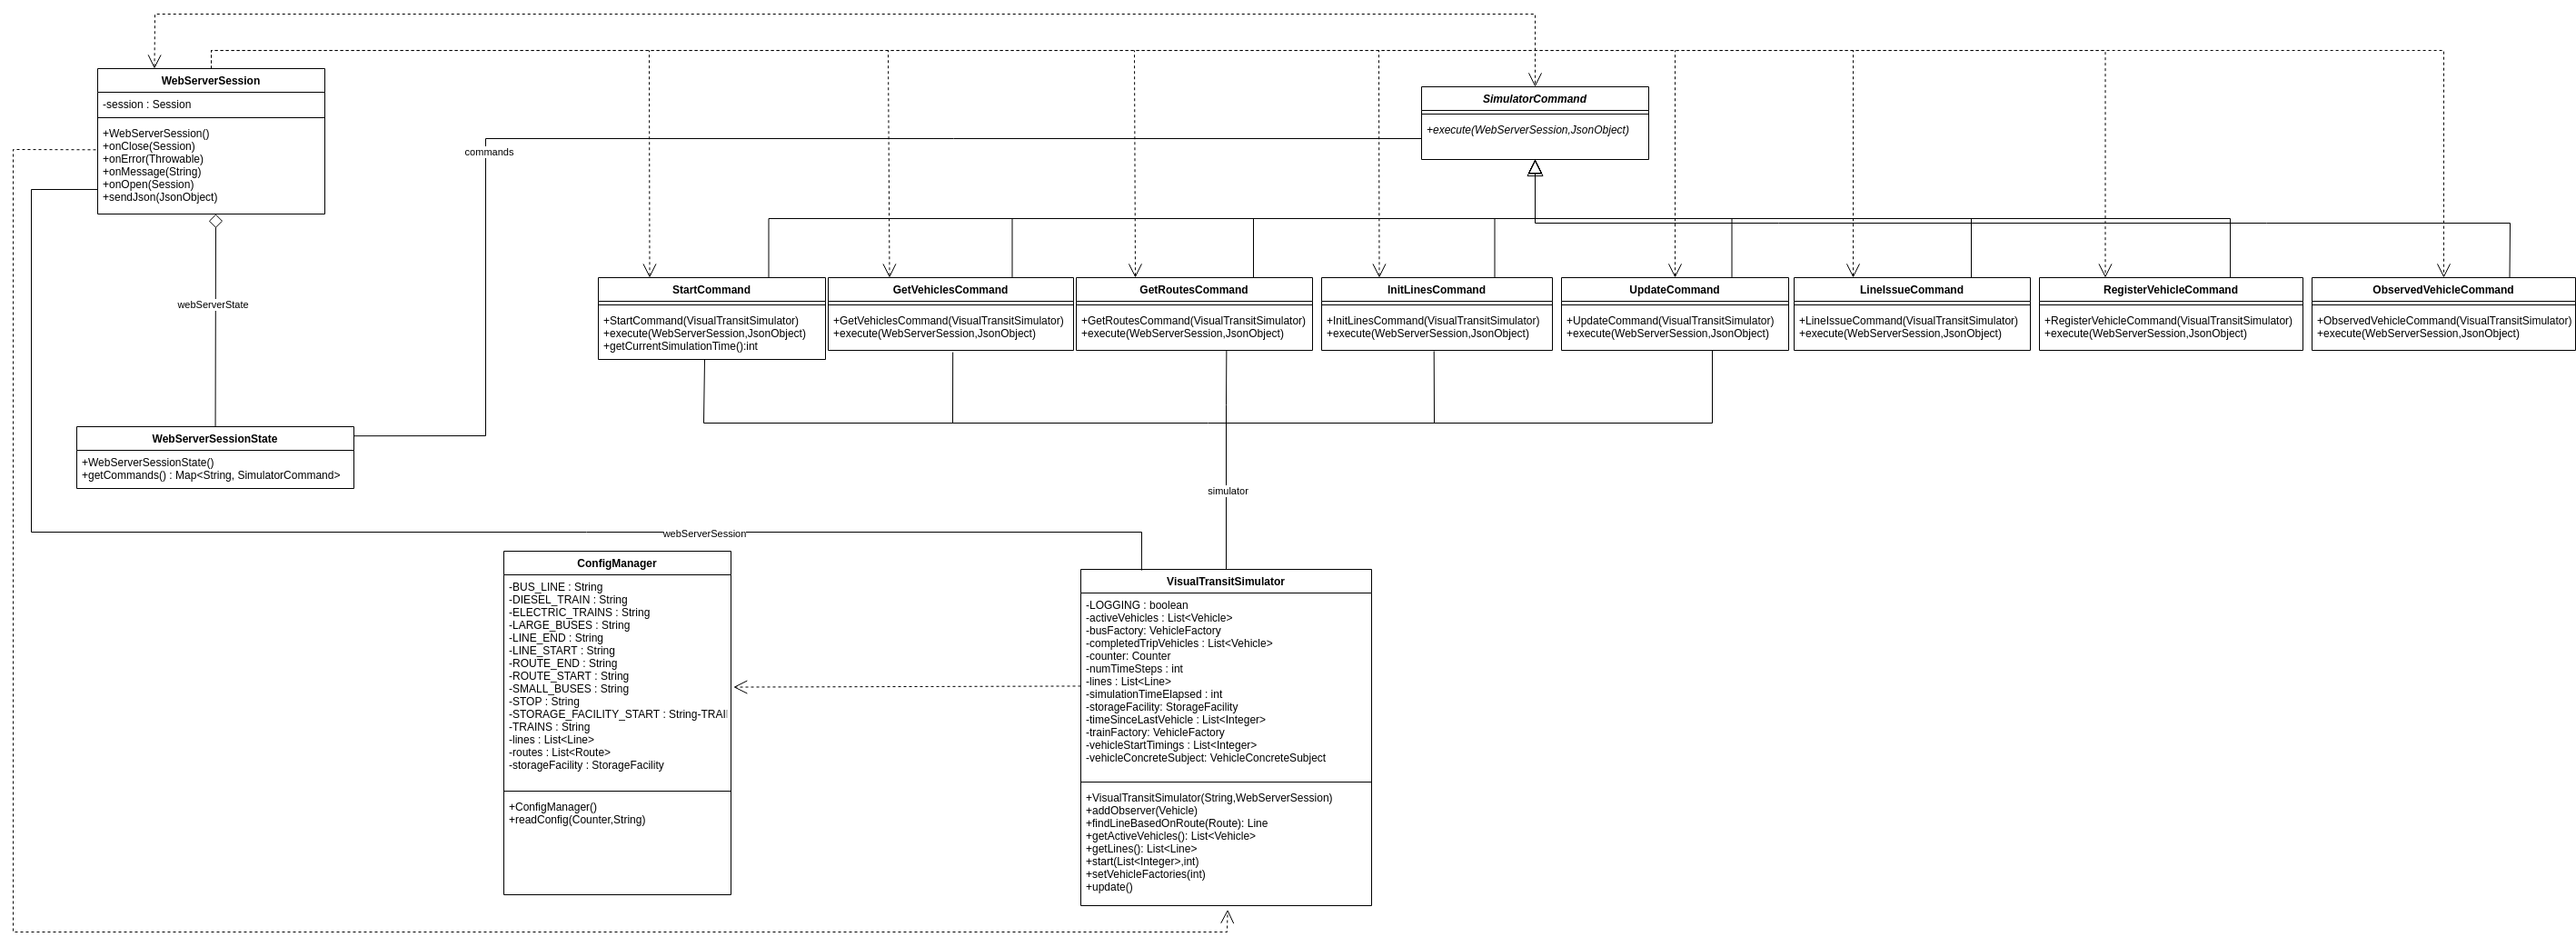 WebServerSession
-session : Session
+WebServerSession()
+onClose(Session)
+onError(Throwable)
+onMessage(String)
+onOpen(Session)
+sendJson(JsonObject)
SimulatorCommand
+execute(WebServerSession,JsonObject)
commands
webServerState
StartCommand
+StartCommand(VisualTransitSimulator)
+execute(WebServerSession,JsonObject)
+getCurrentSimulationTime():int
GetVehiclesCommand
+GetVehiclesCommand(VisualTransitSimulator)
+execute(WebServerSession,JsonObject)
GetRoutesCommand
+GetRoutesCommand(VisualTransitSimulator)
+execute(WebServerSession,JsonObject)
InitLinesCommand
+InitLinesCommand(VisualTransitSimulator)
+execute(WebServerSession,JsonObject)
UpdateCommand
+UpdateCommand(VisualTransitSimulator)
+execute(WebServerSession,JsonObject)
LineIssueCommand
+LineIssueCommand(VisualTransitSimulator)
+execute(WebServerSession,JsonObject)
RegisterVehicleCommand
+RegisterVehicleCommand(VisualTransitSimulator)
+execute(WebServerSession,JsonObject)
ObservedVehicleCommand
+ObservedVehicleCommand(VisualTransitSimulator)
+execute(WebServerSession,JsonObject)
WebServerSessionState
+WebServerSessionState()
+getCommands() : Map<String, SimulatorCommand>
simulator
webServerSession
ConfigManager
-BUS_LINE : String
-DIESEL_TRAIN : String
-ELECTRIC_TRAINS : String
-LARGE_BUSES : String
-LINE_END : String
-LINE_START : String
-ROUTE_END : String
-ROUTE_START : String
-SMALL_BUSES : String
-STOP : String
-STORAGE_FACILITY_START : String-TRAI
-TRAINS : String
-lines : List<Line>
-routes : List<Route>
-storageFacility : StorageFacility
+ConfigManager()
+readConfig(Counter,String)
VisualTransitSimulator
-LOGGING : boolean
-activeVehicles : List<Vehicle>
-busFactory: VehicleFactory
-completedTripVehicles : List<Vehicle>
-counter: Counter
-numTimeSteps : int
-lines : List<Line>
-simulationTimeElapsed : int
-storageFacility: StorageFacility
-timeSinceLastVehicle : List<Integer>
-trainFactory: VehicleFactory
-vehicleStartTimings : List<Integer>
-vehicleConcreteSubject: VehicleConcreteSubject
+VisualTransitSimulator(String,WebServerSession)
+addObserver(Vehicle)
+findLineBasedOnRoute(Route): Line
+getActiveVehicles(): List<Vehicle>
+getLines(): List<Line>
+start(List<Integer>,int)
+setVehicleFactories(int)
+update()